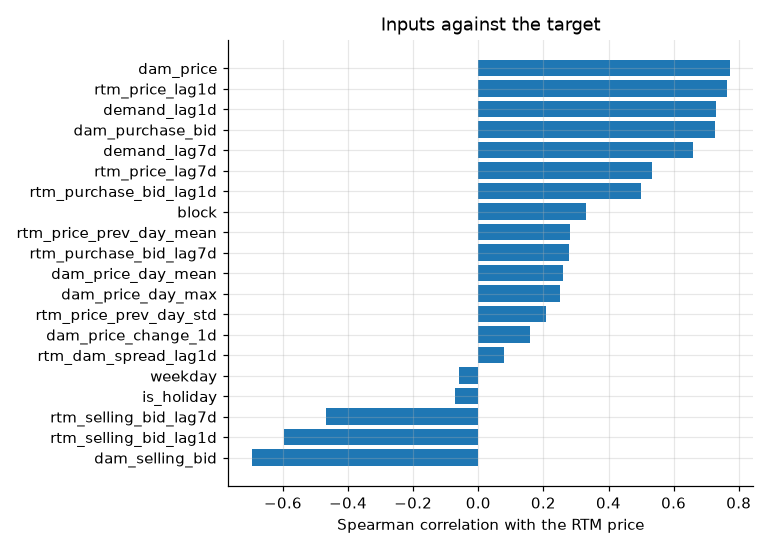 Inputs against the target
dam_price
rtm_price_lag1d
demand_lag1d
dam_purchase_bid
demand_lag7d
rtm_price_lag7d
rtm_purchase_bid_lag1d
block
rtm_price_prev_day_mean
rtm_purchase_bid_lag7d
dam_price_day_mean
dam_price_day_max
rtm_price_prev_day_std
dam_price_change_1d
rtm_dam_spread_lag1d
weekday
is_holiday
rtm_selling_bid_lag7d
rtm_selling_bid_lag1d
dam_selling_bid
−0.6 −0.4 −0.2 0.0 0.2 0.4 0.6 0.8
Spearman correlation with the RTM price